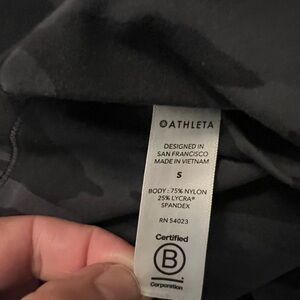 ATHLETA
DESIGNED IN
SAN FRANCISCO
MADE IN VIETNAM
S
BODY: 75% NYLON
25% LYCRA®
SPANDEX
RN 54023
Certified
B
Corporation